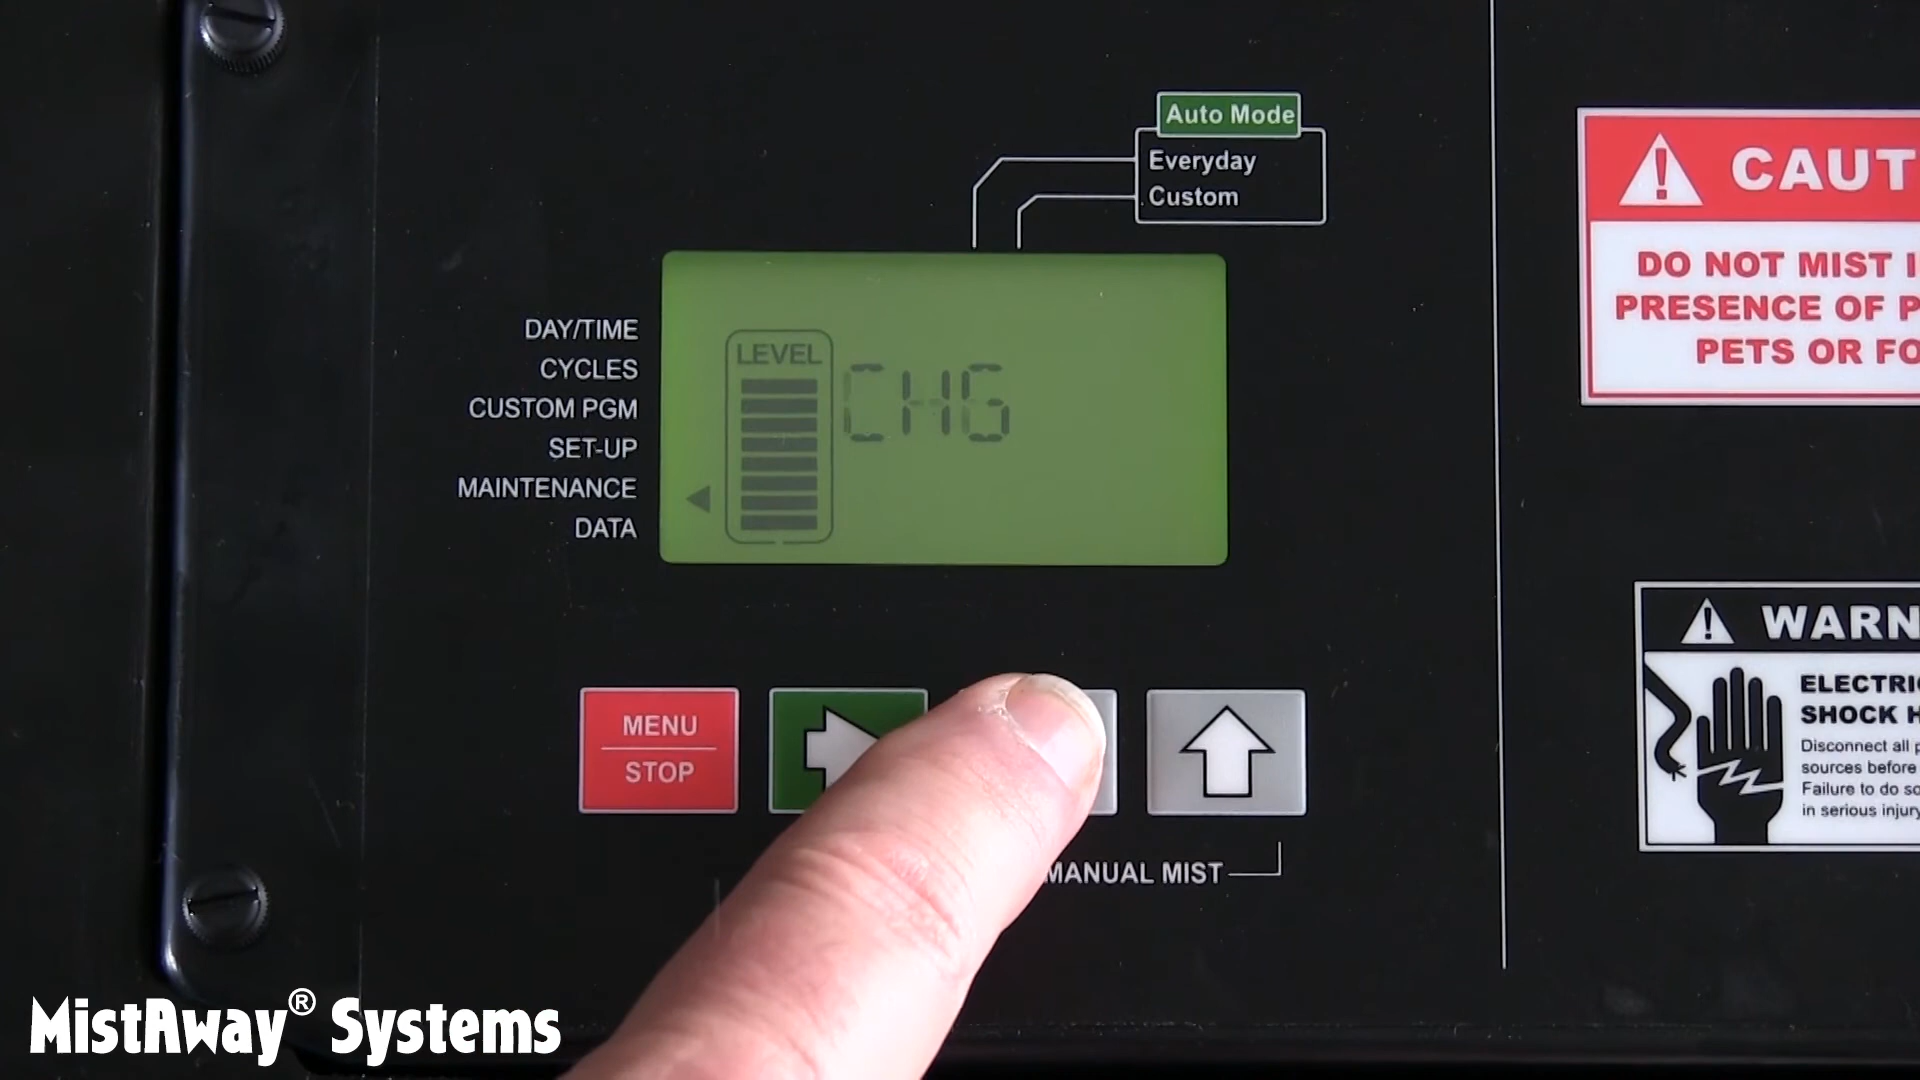 Auto Mode
Everyday
Custom
DAY/TIME
CYCLES
CUSTOM PGM
SET-UP
MAINTENANCE
DATA
LEVEL
CHG
MENU
STOP
MANUAL MIST
CAUT
DO NOT MIST I
PRESENCE OF P
PETS OR FO
WARN
ELECTRIC
SHOCK H
Disconnect all p
sources before
Failure to do so
in serious injury
MistAway® Systems